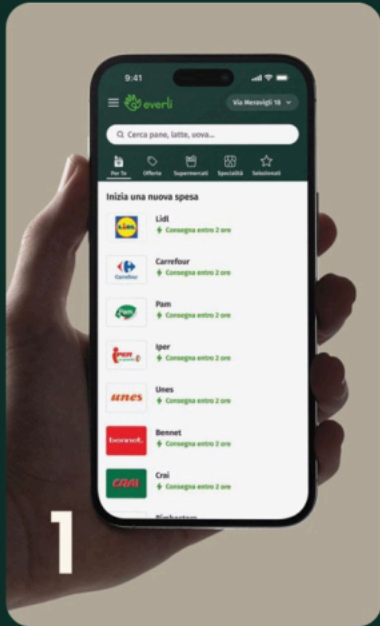 9:41
everli
Via Meravigli 18
Cerca pane, latte, uova...
Per Te Offerte Supermercati Specialità Selezionati
Inizia una nuova spesa
LiDL
Lidl
Consegna entro 2 ore
Carrefour
Carrefour
Consegna entro 2 ore
Pam
Pam
Consegna entro 2 ore
iper
Iper
Consegna entro 2 ore
unes
Unes
Consegna entro 2 ore
bennet.
Bennet
Consegna entro 2 ore
CRAI
Crai
Consegna entro 2 ore
1